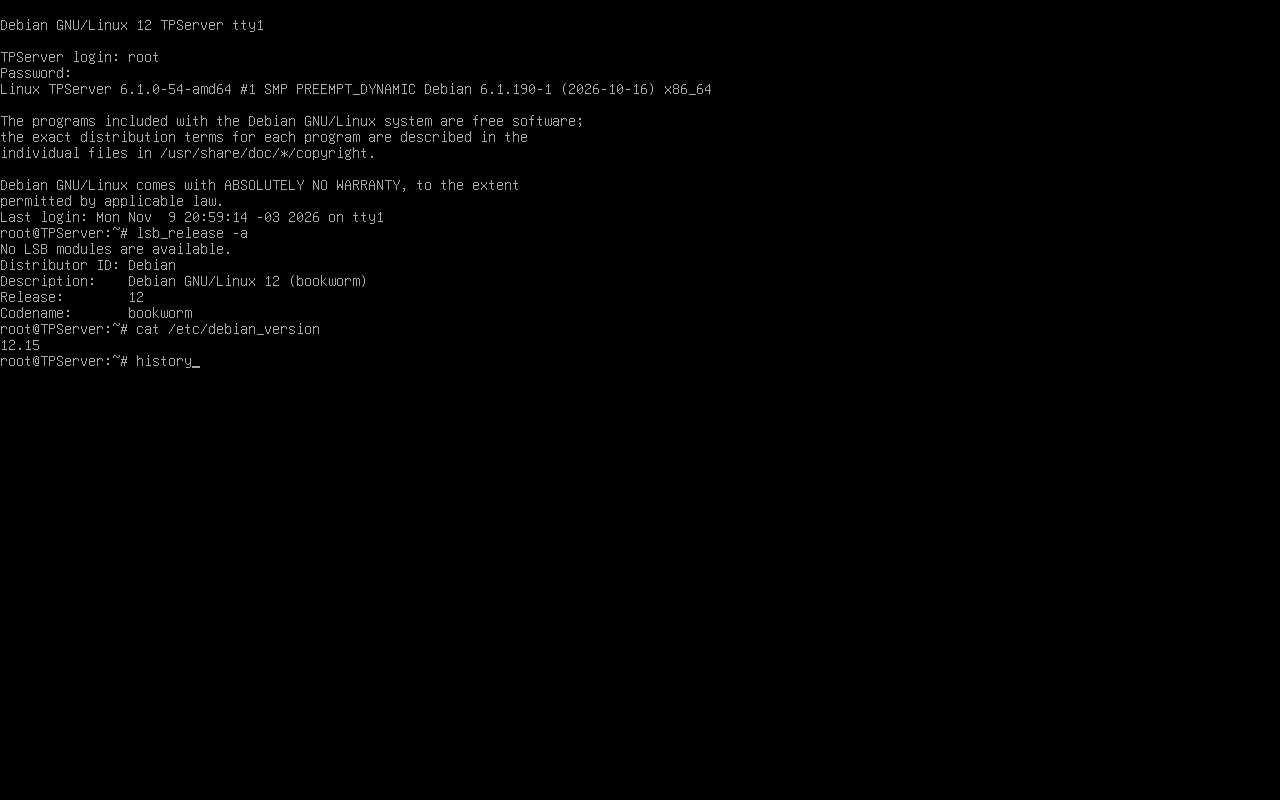 Debian GNU/Linux 12 TPServer tty1
TPServer login: root
Password:
Linux TPServer 6.1.0-54-amd64 #1 SMP PREEMPT_DYNAMIC Debian 6.1.190-1 (2026-10-16) x86_64
The programs included with the Debian GNU/Linux system are free software;
the exact distribution terms for each program are described in the
individual files in /usr/share/doc/*/copyright.
Debian GNU/Linux comes with ABSOLUTELY NO WARRANTY, to the extent
permitted by applicable law.
Last login: Mon Nov  9 20:59:14 -03 2026 on tty1
root@TPServer:~# lsb_release -a
No LSB modules are available.
Distributor ID: Debian
Description:    Debian GNU/Linux 12 (bookworm)
Release:        12
Codename:       bookworm
root@TPServer:~# cat /etc/debian_version
12.15
root@TPServer:~# history_